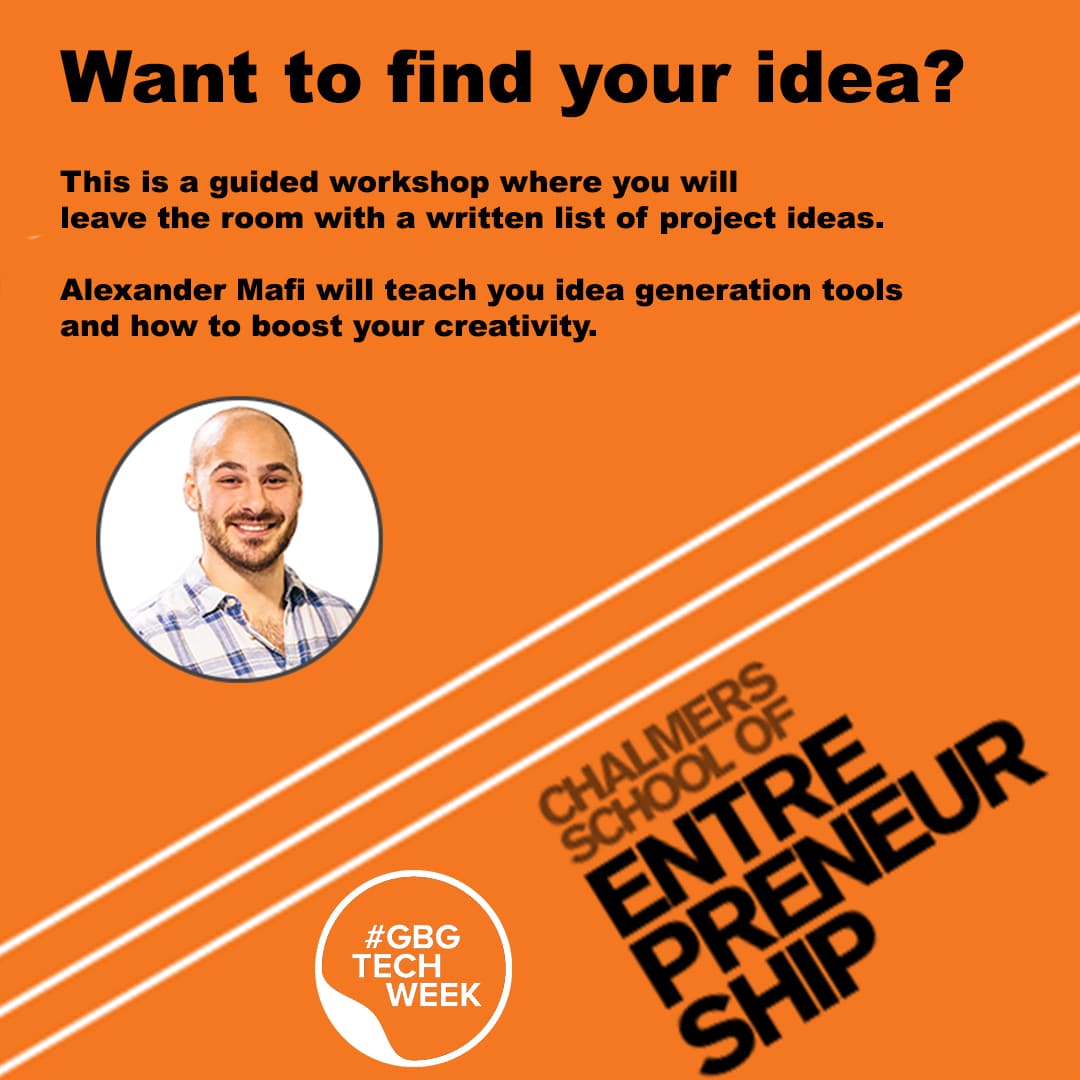 Want to find your idea?
This is a guided workshop where you will
leave the room with a written list of project ideas.
Alexander Mafi will teach you idea generation tools
and how to boost your creativity.
CHALMERS
SCHOOL OF
ENTRE
PRENEUR
SHIP
#GBG
TECH
WEEK